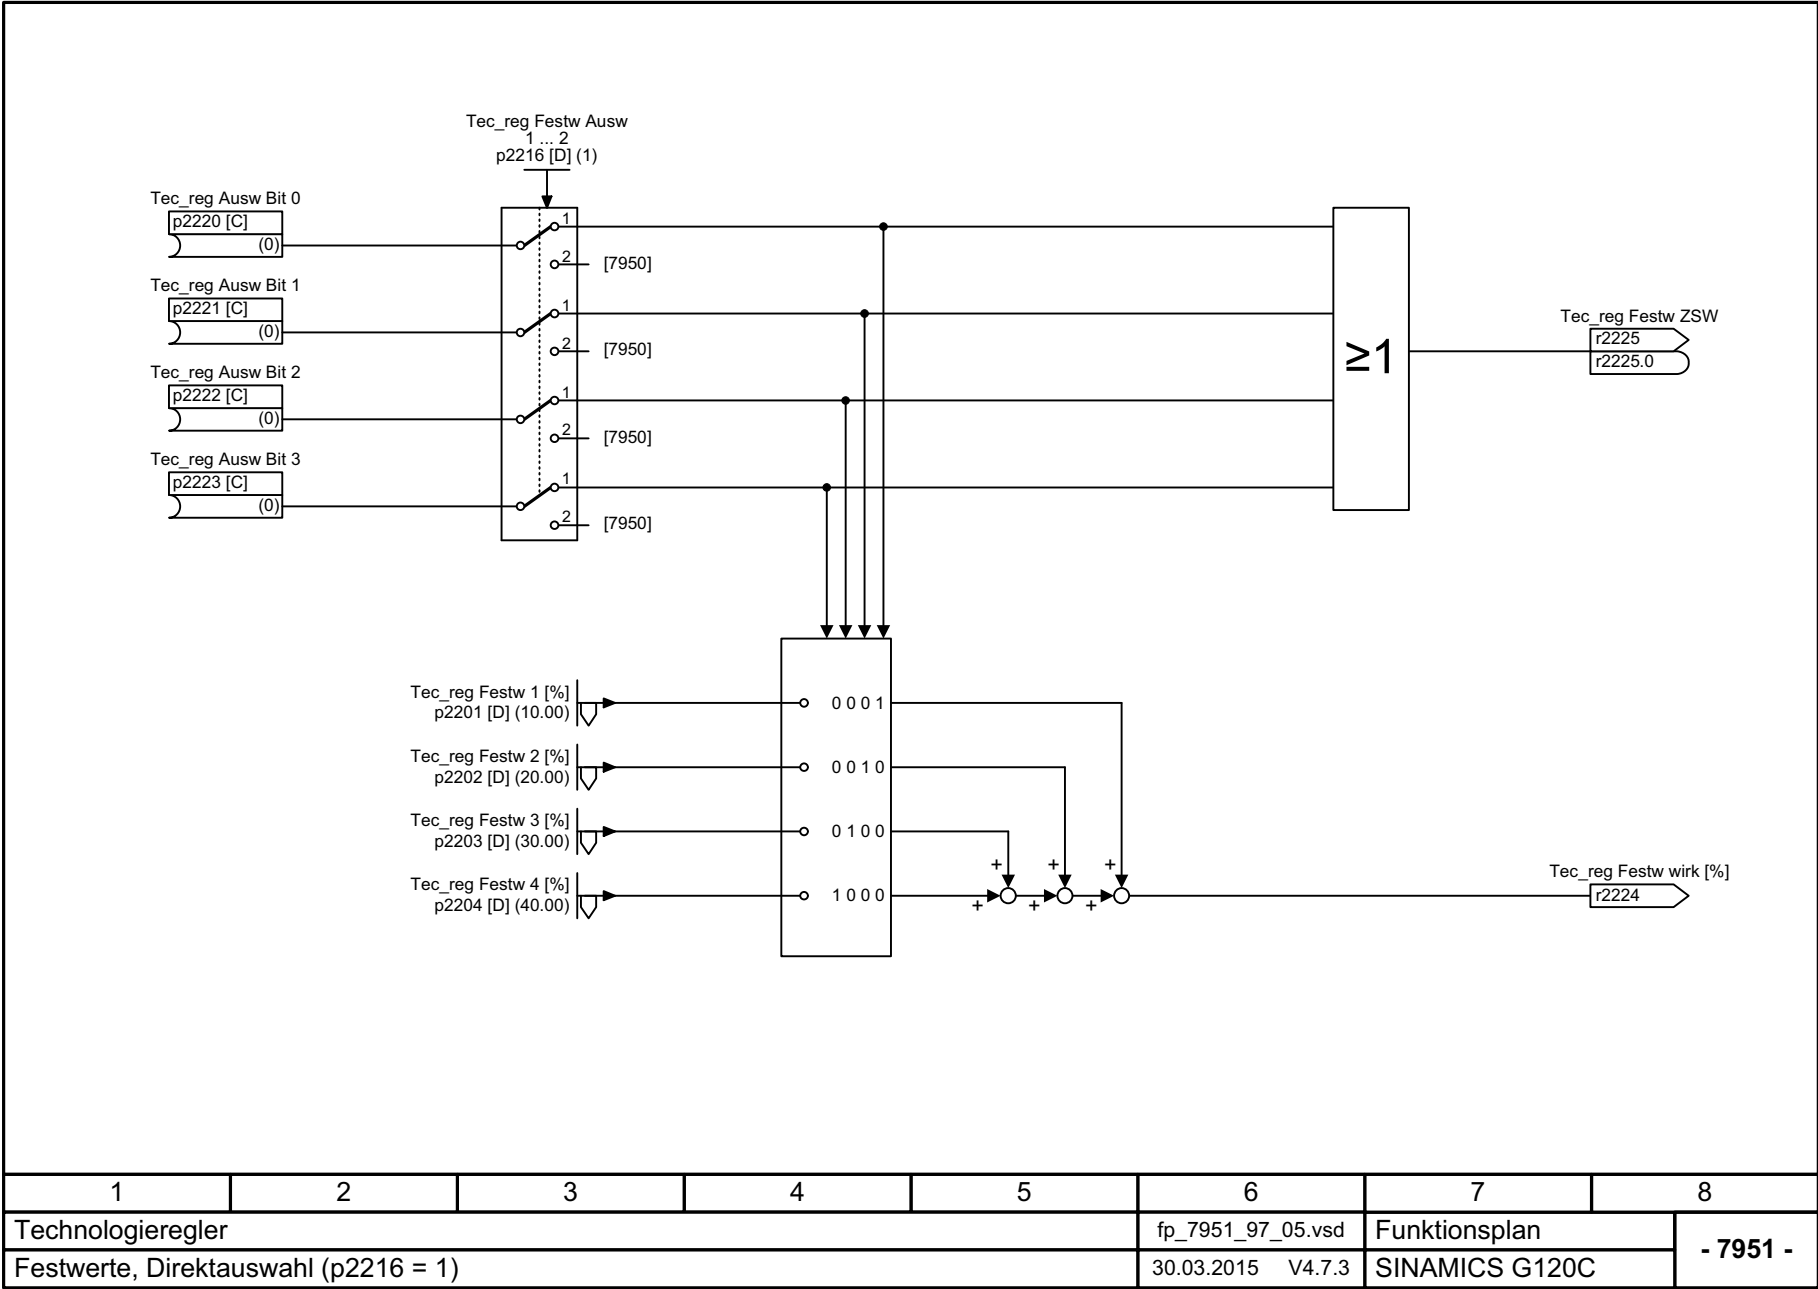 Tec_reg Festw Ausw
1 ... 2
p2216 [D] (1)
Tec_reg Ausw Bit 0
p2220 [C]
(0)
1
2
[7950]
Tec_reg Ausw Bit 1
p2221 [C]
(0)
1
2
[7950]
Tec_reg Ausw Bit 2
p2222 [C]
(0)
1
2
[7950]
Tec_reg Ausw Bit 3
p2223 [C]
(0)
1
2
[7950]
≥1
Tec_reg Festw ZSW
r2225
r2225.0
Tec_reg Festw 1 [%]
p2201 [D] (10.00)
0 0 0 1
Tec_reg Festw 2 [%]
p2202 [D] (20.00)
0 0 1 0
Tec_reg Festw 3 [%]
p2203 [D] (30.00)
0 1 0 0
Tec_reg Festw 4 [%]
p2204 [D] (40.00)
1 0 0 0
+ + +
+ + +
Tec_reg Festw wirk [%]
r2224
1 2 3 4 5 6 7 8
Technologieregler
fp_7951_97_05.vsd
Funktionsplan
- 7951 -
Festwerte, Direktauswahl (p2216 = 1)
30.03.2015 V4.7.3
SINAMICS G120C